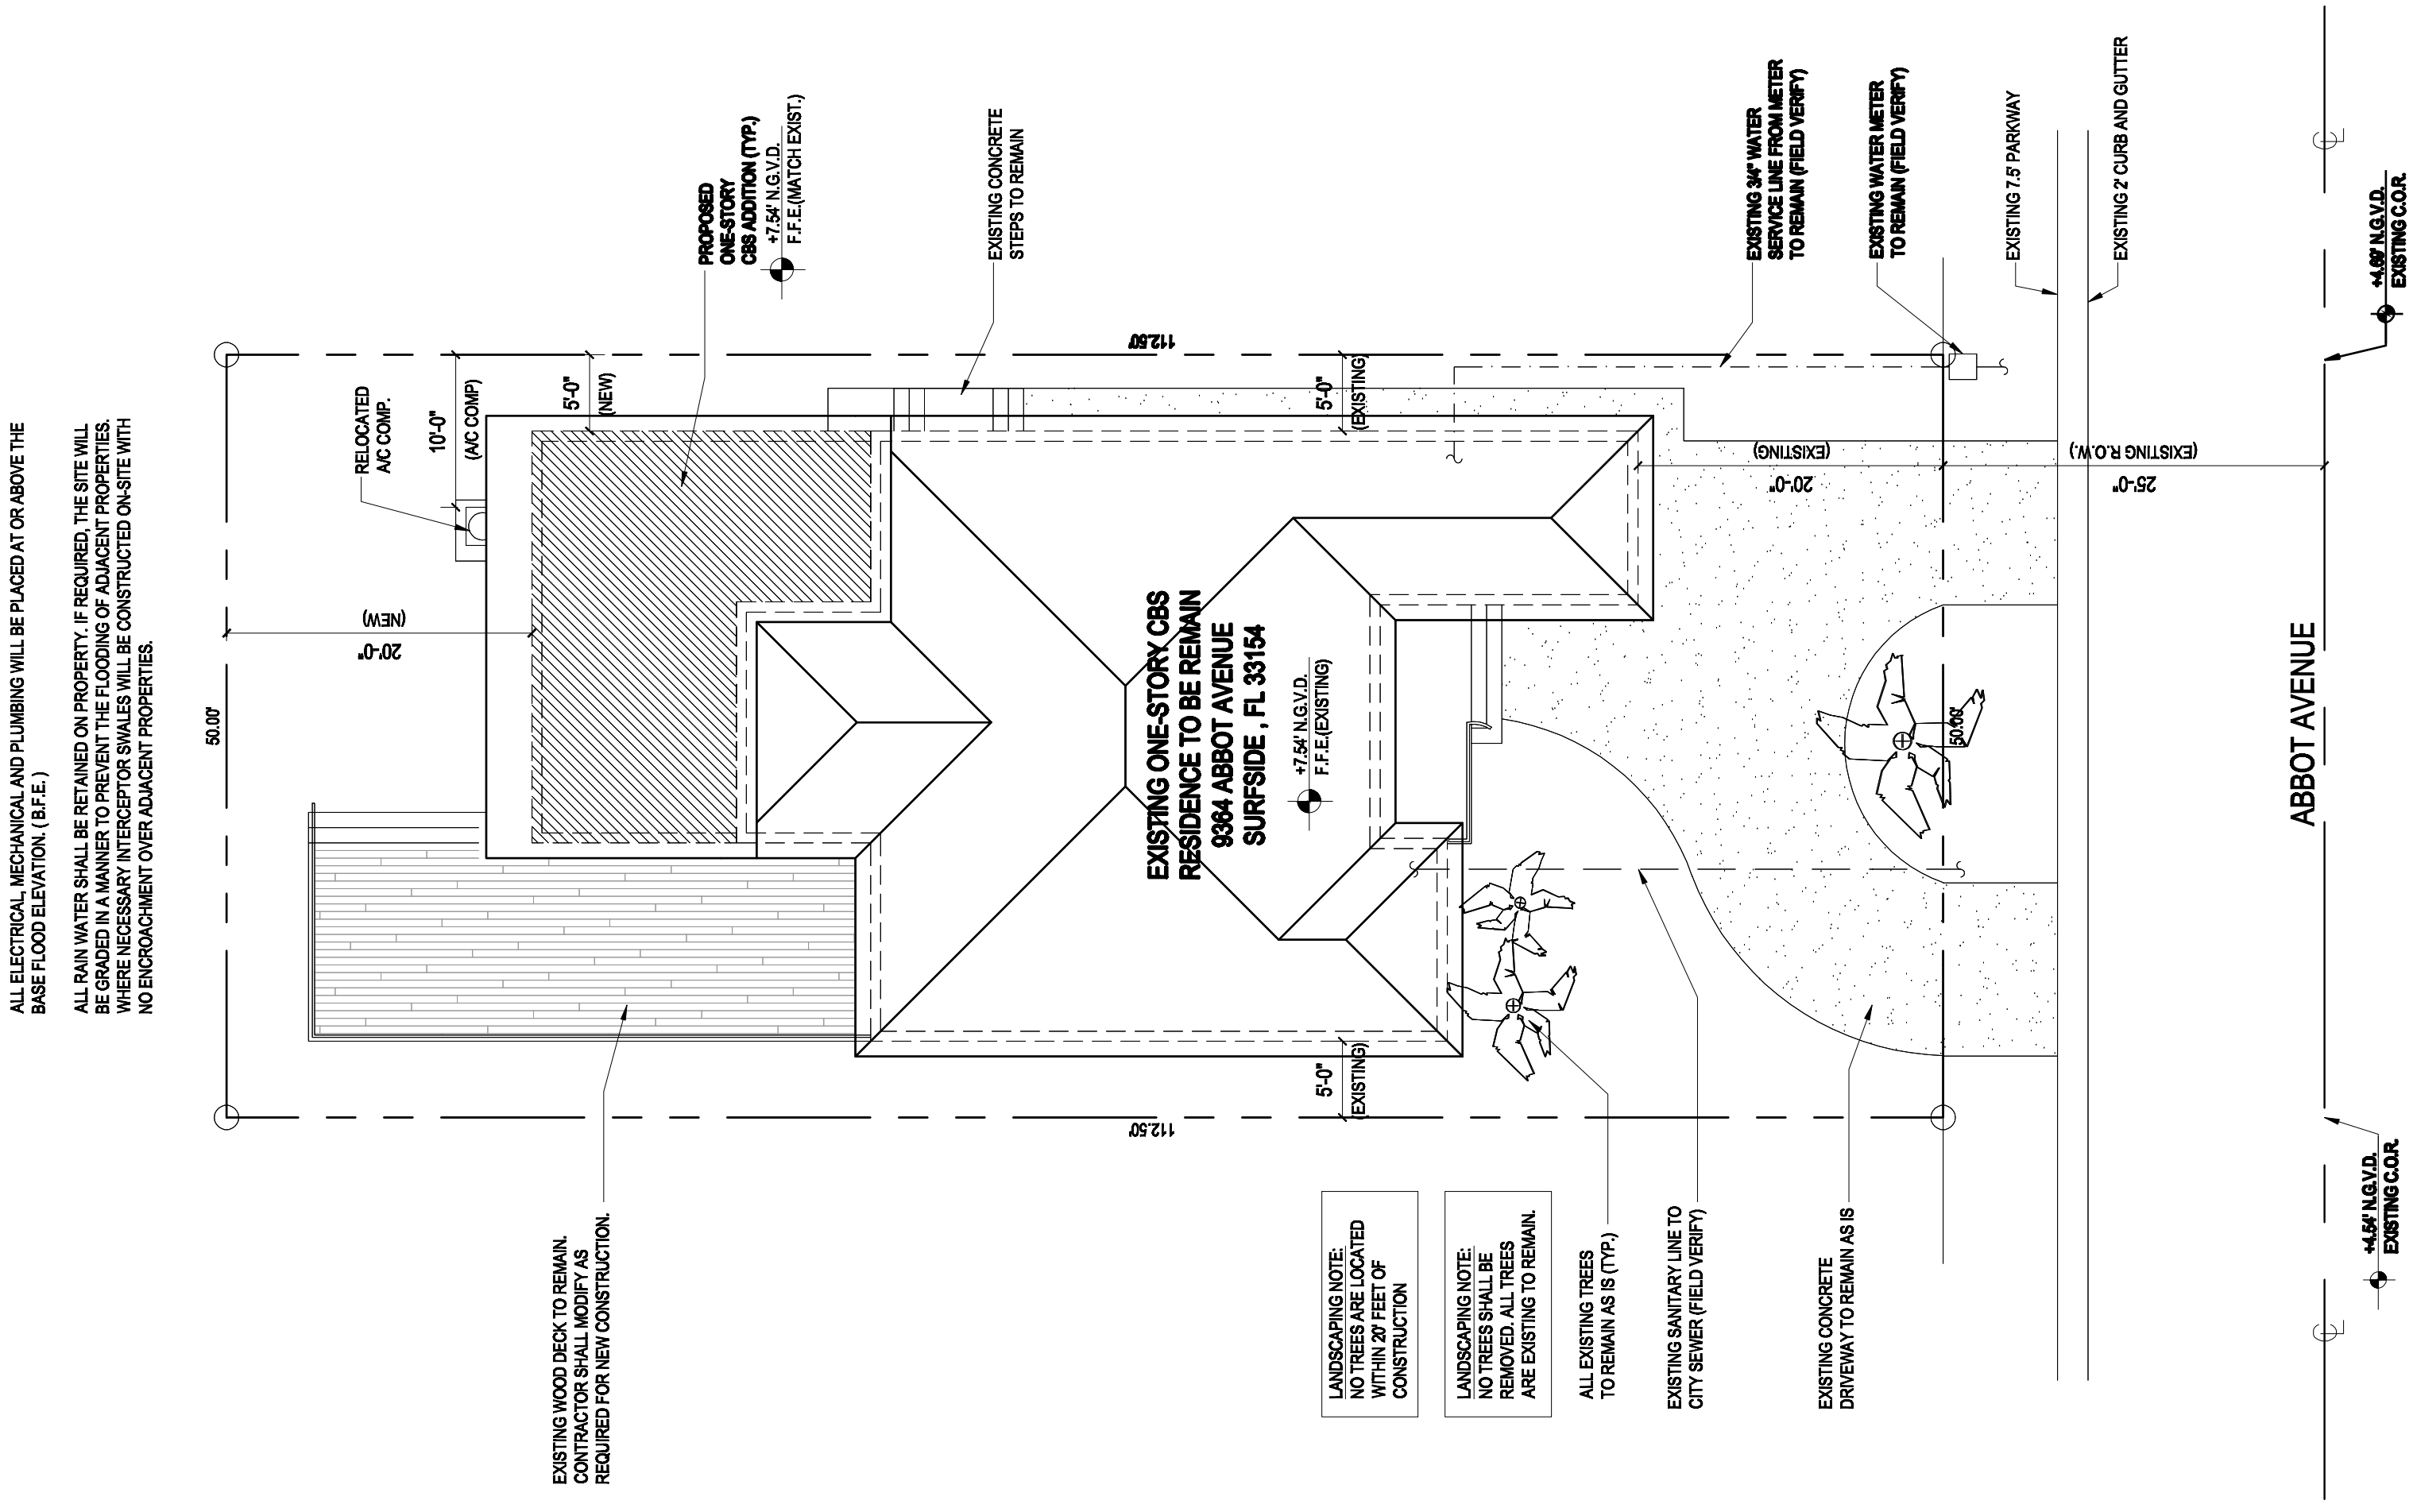 ALL ELECTRICAL, MECHANICAL AND PLUMBING WILL BE PLACED AT OR ABOVE THE
BASE FLOOD ELEVATION. ( B.F.E. )
ALL RAIN WATER SHALL BE RETAINED ON PROPERTY. IF REQUIRED, THE SITE WILL
BE GRADED IN A MANNER TO PREVENT THE FLOODING OF ADJACENT PROPERTIES.
WHERE NECESSARY INTERCEPTOR SWALES WILL BE CONSTRUCTED ON-SITE WITH
NO ENCROACHMENT OVER ADJACENT PROPERTIES.
50.00'
20'-0"
(NEW)
RELOCATED
A/C COMP.
10'-0"
(A/C COMP)
5'-0"
(NEW)
PROPOSED
ONE-STORY
CBS ADDITION (TYP.)
+7.54' N.G.V.D.
F.F.E.(MATCH EXIST.)
EXISTING CONCRETE
STEPS TO REMAIN
EXISTING WOOD DECK TO REMAIN.
CONTRACTOR SHALL MODIFY AS
REQUIRED FOR NEW CONSTRUCTION.
112.50'
112.50'
EXISTING ONE-STORY CBS
RESIDENCE TO BE REMAIN
9364 ABBOT AVENUE
SURFSIDE , FL 33154
+7.54' N.G.V.D.
F.F.E.(EXISTING)
5'-0"
(EXISTING)
5'-0"
(EXISTING)
LANDSCAPING NOTE:
NO TREES ARE LOCATED
WITHIN 20' FEET OF
CONSTRUCTION
LANDSCAPING NOTE:
NO TREES SHALL BE
REMOVED. ALL TREES
ARE EXISTING TO REMAIN.
ALL EXISTING TREES
TO REMAIN AS IS (TYP.)
EXISTING SANITARY LINE TO
CITY SEWER (FIELD VERIFY)
EXISTING CONCRETE
DRIVEWAY TO REMAIN AS IS
EXISTING 3/4" WATER
SERVICE LINE FROM METER
TO REMAIN (FIELD VERIFY)
EXISTING WATER METER
TO REMAIN (FIELD VERIFY)
20'-0"
(EXISTING)
25'-0"
(EXISTING R.O.W.)
50.00'
EXISTING 7.5' PARKWAY
EXISTING 2' CURB AND GUTTER
ABBOT AVENUE
+4.54' N.G.V.D.
EXISTING C.O.R.
EXISTING C.O.R.